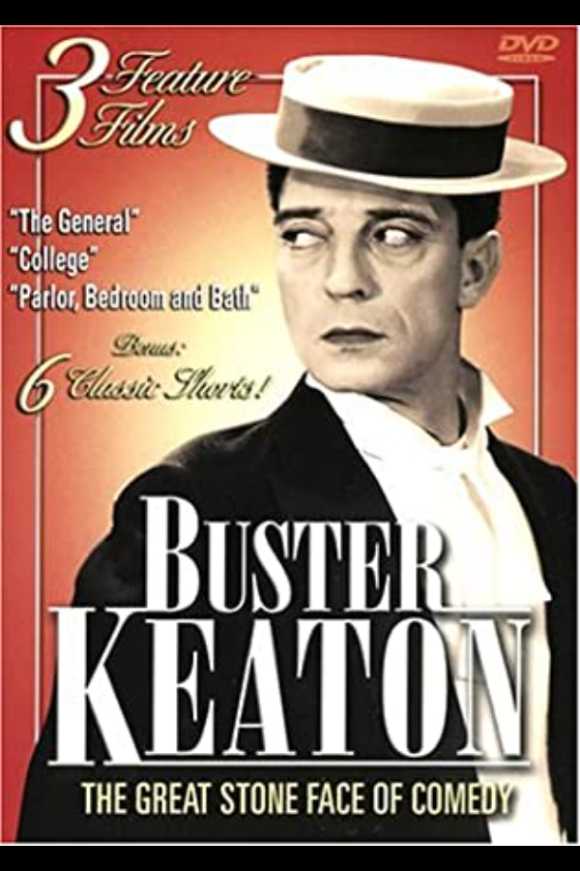 DVD
VIDEO
3 Feature
Films
"The General"
"College"
"Parlor, Bedroom and Bath"
Bonus:
6 Classic Shorts!
BUSTER
KEATON
THE GREAT STONE FACE OF COMEDY